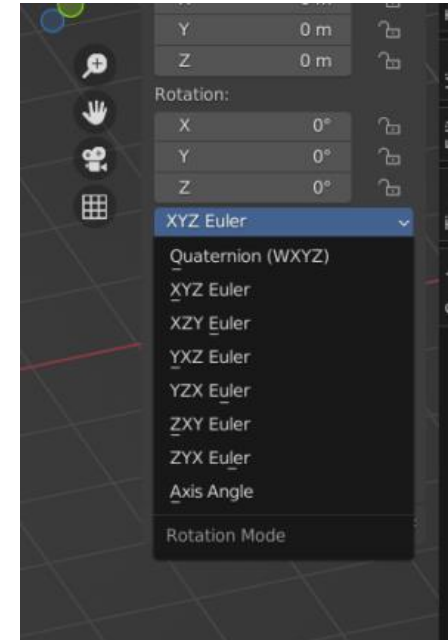 Y 0 m
Z 0 m
Rotation:
X 0°
Y 0°
Z 0°
XYZ Euler
Quaternion (WXYZ)
XYZ Euler
XZY Euler
YXZ Euler
YZX Euler
ZXY Euler
ZYX Euler
Axis Angle
Rotation Mode